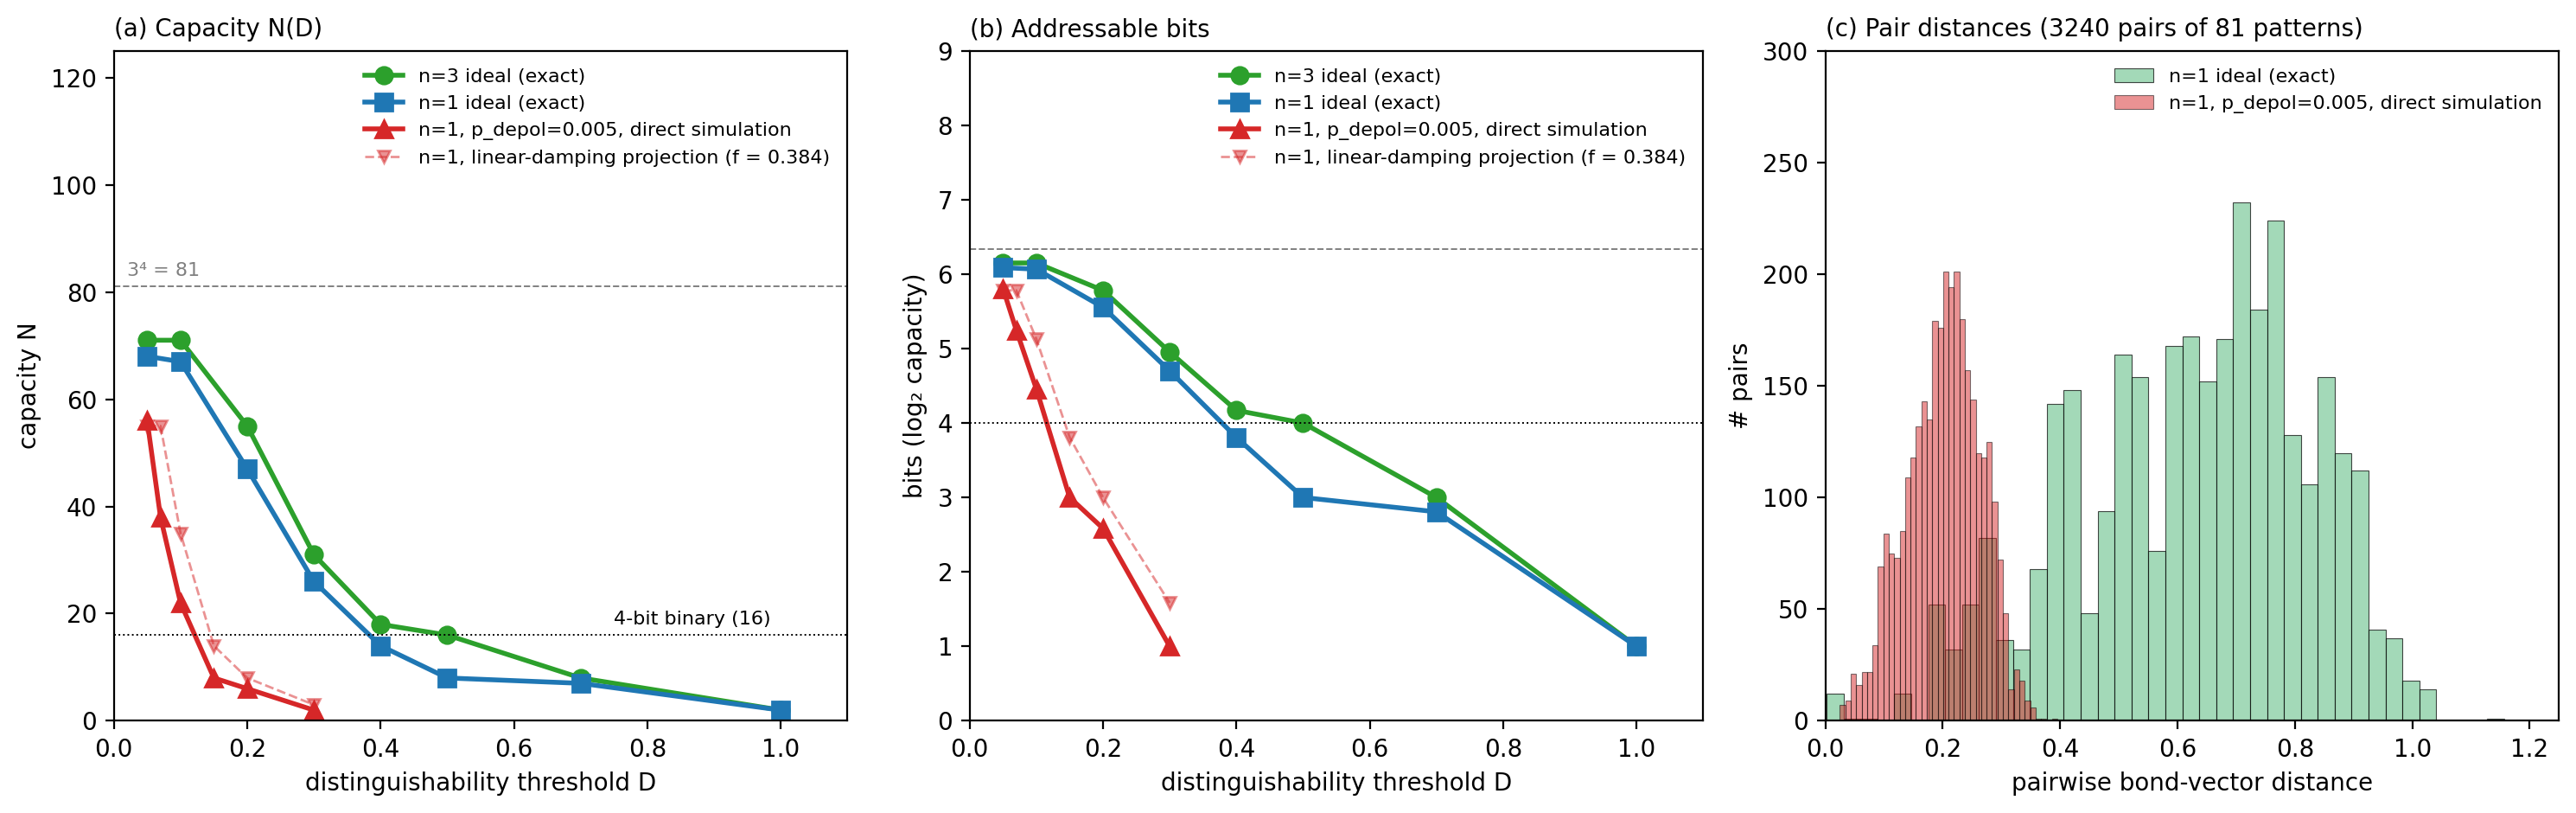 (a) Capacity N(D)
n=3 ideal (exact)
n=1 ideal (exact)
n=1, p_depol=0.005, direct simulation
n=1, linear-damping projection (f = 0.384)
3⁴ = 81
4-bit binary (16)
capacity N
0
20
40
60
80
100
120
0.0
0.2
0.4
0.6
0.8
1.0
distinguishability threshold D
(b) Addressable bits
n=3 ideal (exact)
n=1 ideal (exact)
n=1, p_depol=0.005, direct simulation
n=1, linear-damping projection (f = 0.384)
bits (log₂ capacity)
0
1
2
3
4
5
6
7
8
9
0.0
0.2
0.4
0.6
0.8
1.0
distinguishability threshold D
(c) Pair distances (3240 pairs of 81 patterns)
n=1 ideal (exact)
n=1, p_depol=0.005, direct simulation
# pairs
0
50
100
150
200
250
300
0.0
0.2
0.4
0.6
0.8
1.0
1.2
pairwise bond-vector distance